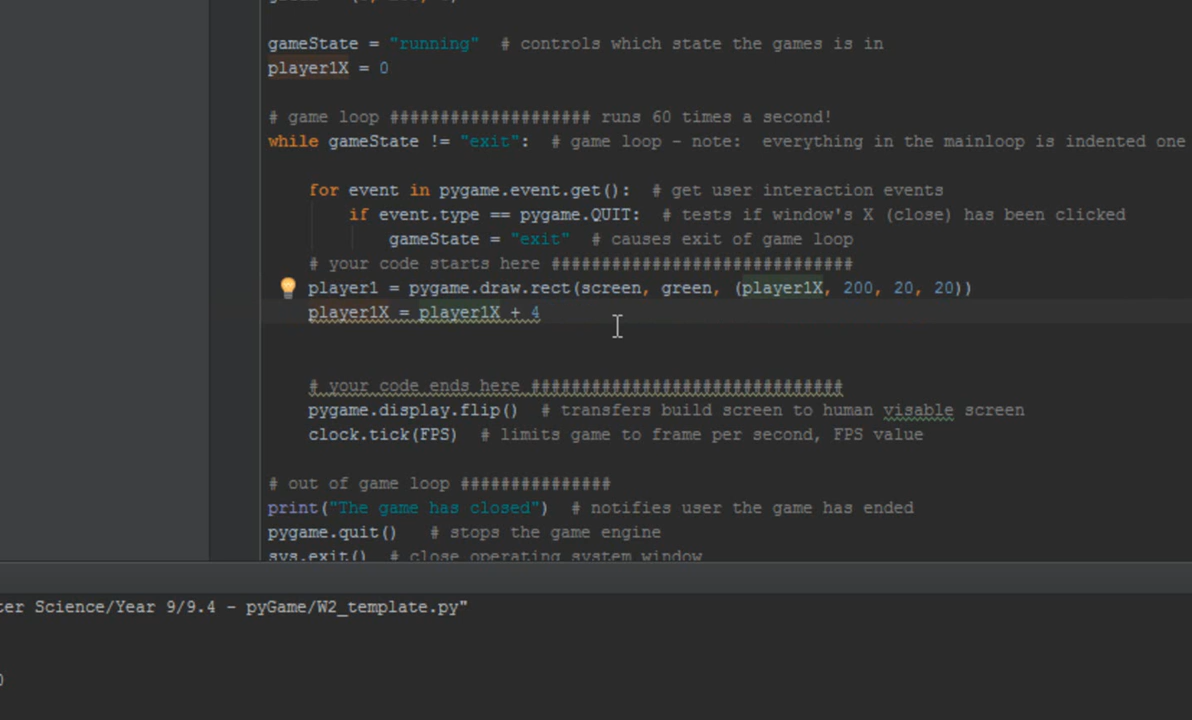 gameState = "running"  # controls which state the games is in
player1X = 0
# game loop #################### runs 60 times a second!
while gameState != "exit":  # game loop - note:  everything in the mainloop is indented one
for event in pygame.event.get():  # get user interaction events
if event.type == pygame.QUIT:  # tests if window's X (close) has been clicked
gameState = "exit"  # causes exit of game loop
# your code starts here ##############################
player1 = pygame.draw.rect(screen, green, (player1X, 200, 20, 20))
player1X = player1X + 4
# your code ends here ###############################
pygame.display.flip()  # transfers build screen to human visable screen
clock.tick(FPS)  # limits game to frame per second, FPS value
# out of game loop ###############
print("The game has closed")  # notifies user the game has ended
pygame.quit()   # stops the game engine
sys.exit()  # close operating system window
ter Science/Year 9/9.4 - pyGame/W2_template.py"